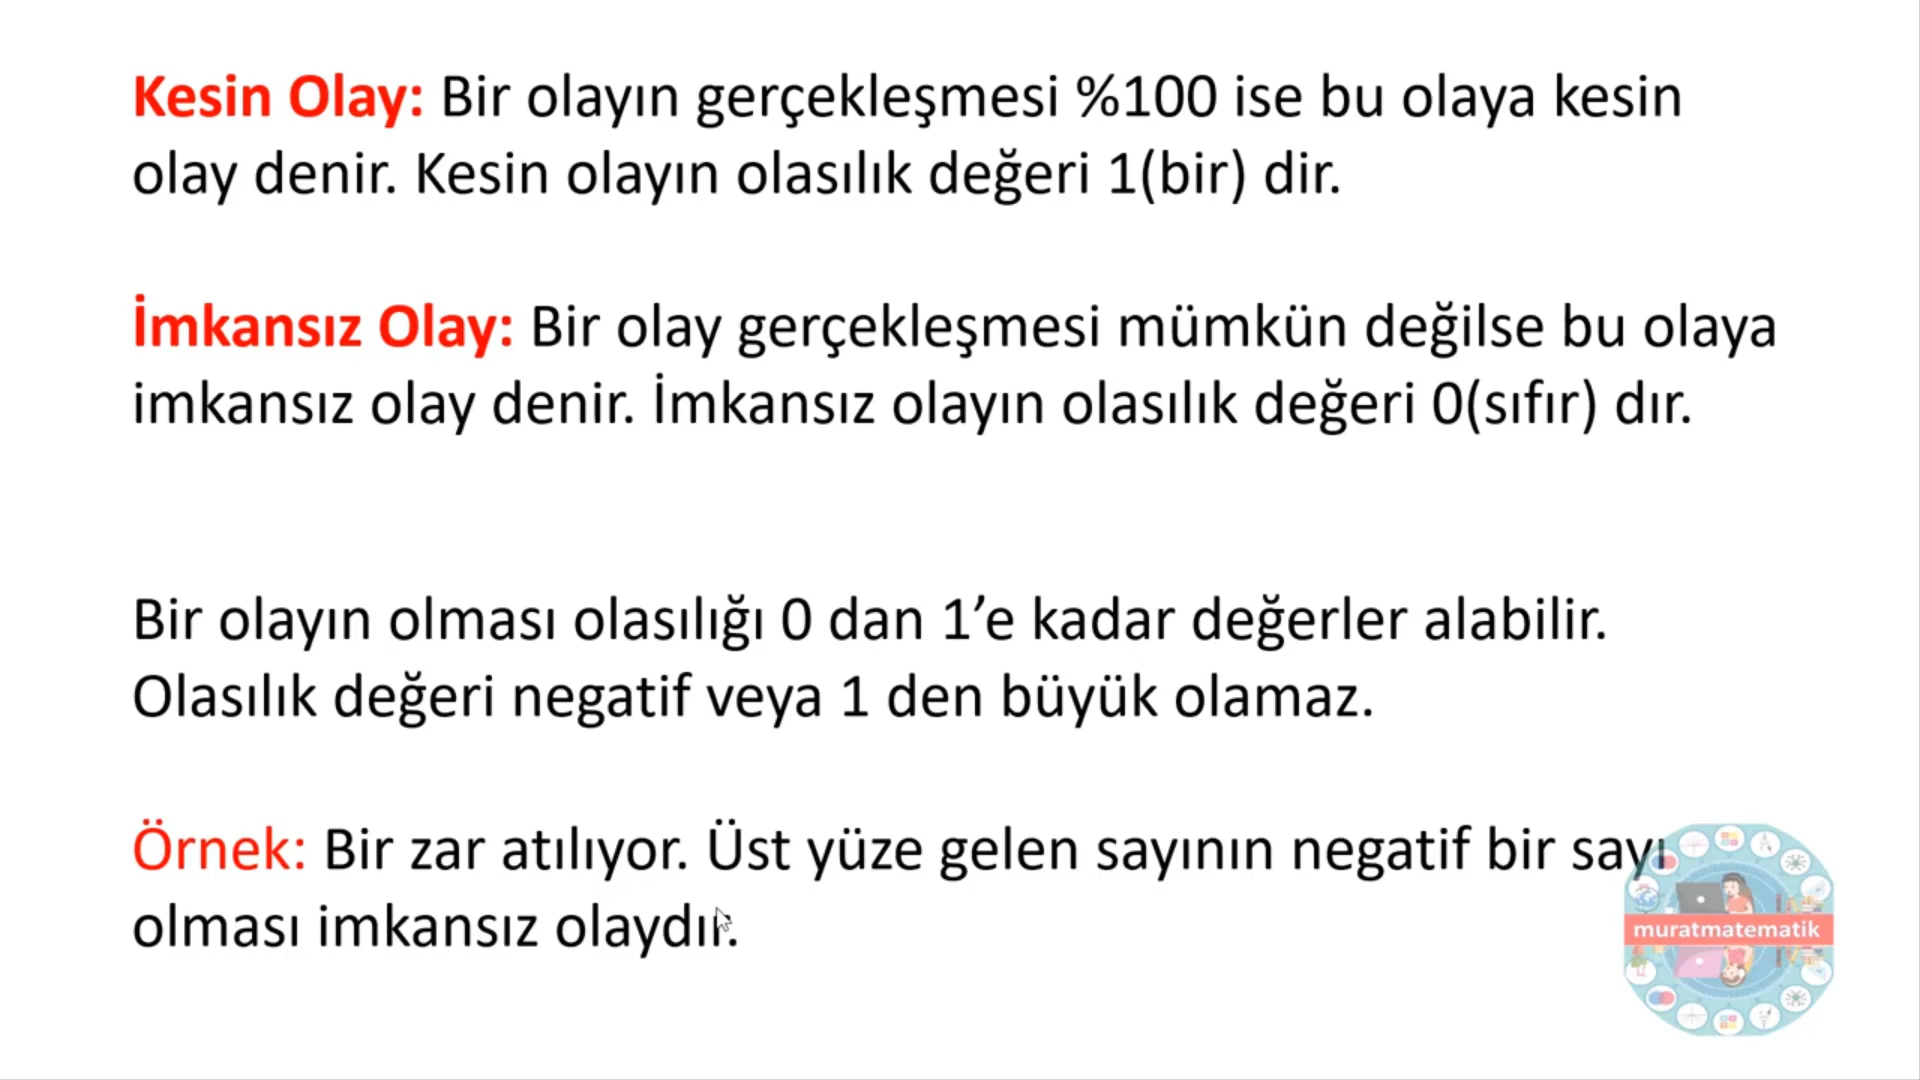 Kesin Olay: Bir olayın gerçekleşmesi %100 ise bu olaya kesin
olay denir. Kesin olayın olasılık değeri 1(bir) dir.
İmkansız Olay: Bir olay gerçekleşmesi mümkün değilse bu olaya
imkansız olay denir. İmkansız olayın olasılık değeri 0(sıfır) dır.
Bir olayın olması olasılığı 0 dan 1’e kadar değerler alabilir.
Olasılık değeri negatif veya 1 den büyük olamaz.
Örnek: Bir zar atılıyor. Üst yüze gelen sayının negatif bir sayı
olması imkansız olaydır.
muratmatematik